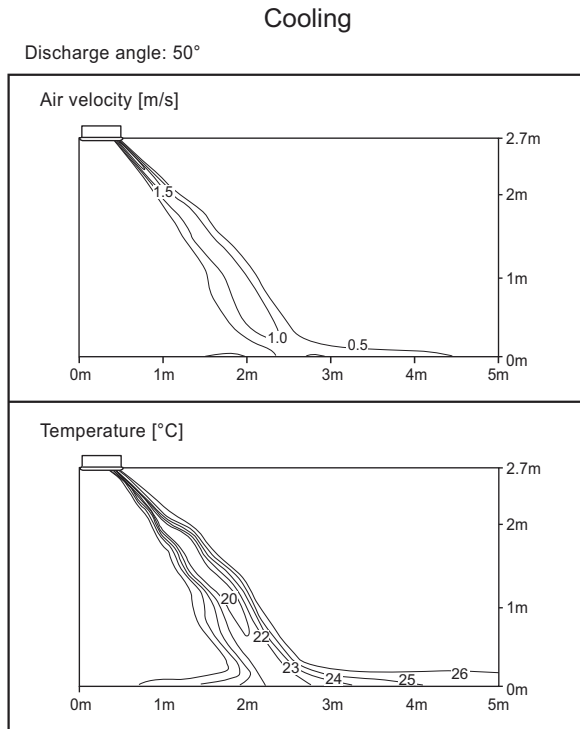 Cooling
Discharge angle: 50°
Air velocity [m/s]
2.7m
2m
1.5
1m
1.0
0.5
0m
0m 1m 2m 3m 4m 5m
Temperature [°C]
2.7m
2m
20
1m
22
23
24
25
26
0m
0m 1m 2m 3m 4m 5m